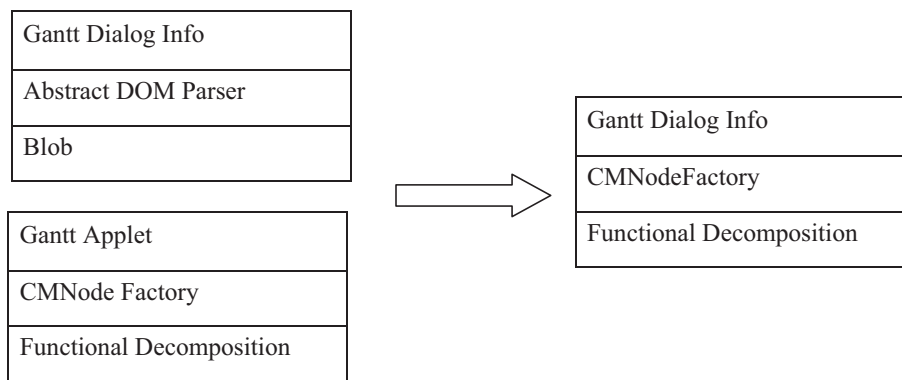 Gantt Dialog Info
Abstract DOM Parser
Blob
Gantt Applet
CMNode Factory
Functional Decomposition
Gantt Dialog Info
CMNodeFactory
Functional Decomposition